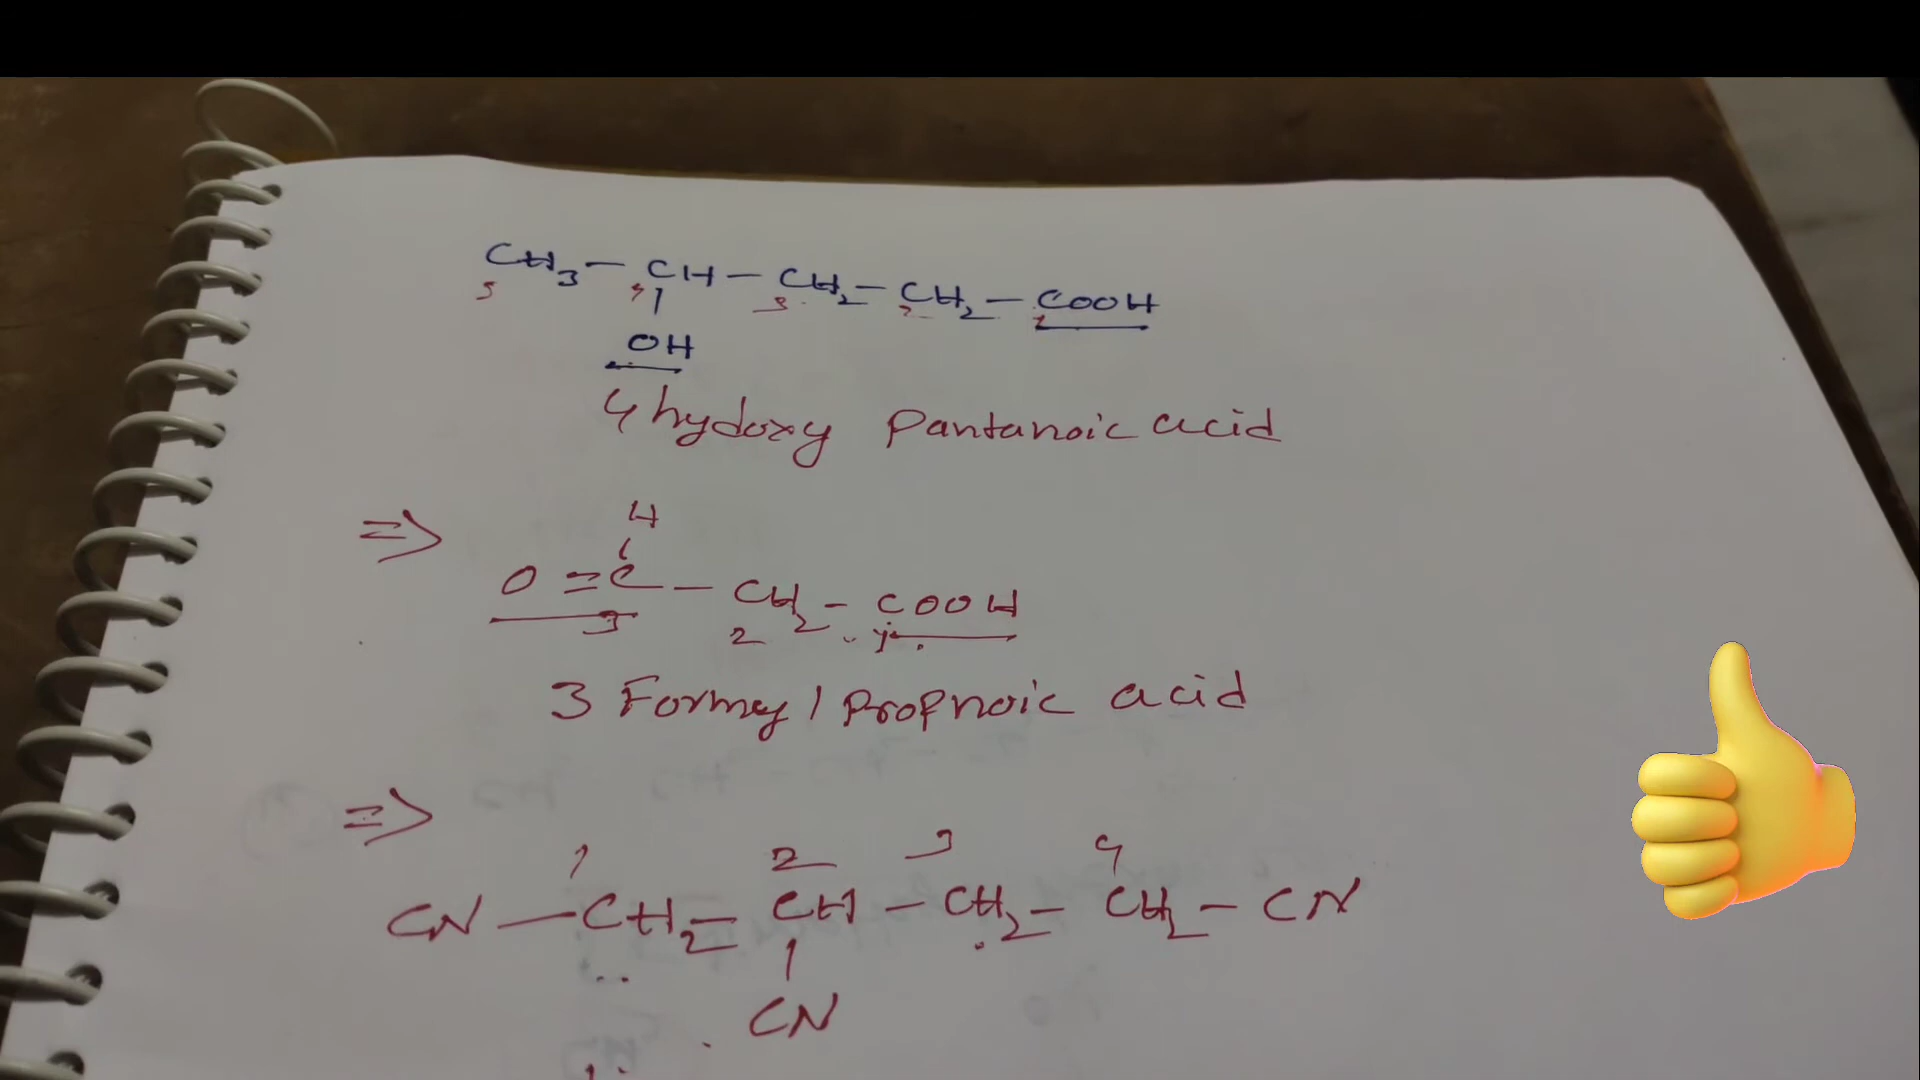 CH3 – CH – CH2 – CH2 – COOH
5 4 3 2 1
OH
4 hydoxy Pantanoic acid
H
=> O = C – CH2 – COOH
3 2 1
3 Formyl Propnoic acid
=>
1 2 3 4
CN – CH2 – CH – CH2 – CH2 – CN
CN